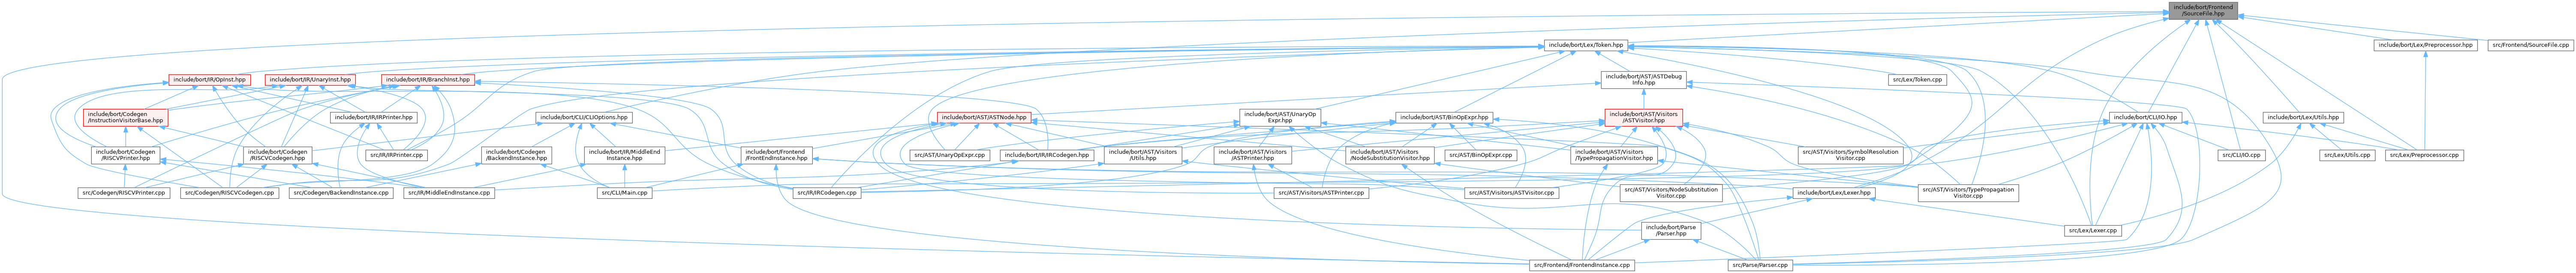 include/bort/Frontend
/SourceFile.hpp
include/bort/Lex/Token.hpp
include/bort/Lex/Preprocessor.hpp
src/Frontend/SourceFile.cpp
include/bort/IR/OpInst.hpp
include/bort/IR/UnaryInst.hpp
include/bort/IR/BranchInst.hpp
include/bort/AST/ASTDebug
Info.hpp
src/Lex/Token.cpp
include/bort/Codegen
/InstructionVisitorBase.hpp
include/bort/IR/IRPrinter.hpp
include/bort/CLI/CLIOptions.hpp
include/bort/AST/ASTNode.hpp
include/bort/AST/UnaryOp
Expr.hpp
include/bort/AST/BinOpExpr.hpp
include/bort/AST/Visitors
/ASTVisitor.hpp
include/bort/CLI/IO.hpp
include/bort/Lex/Utils.hpp
include/bort/Codegen
/RISCVPrinter.hpp
include/bort/Codegen
/RISCVCodegen.hpp
src/IR/IRPrinter.cpp
include/bort/Codegen
/BackendInstance.hpp
include/bort/IR/MiddleEnd
Instance.hpp
include/bort/Frontend
/FrontEndInstance.hpp
src/AST/UnaryOpExpr.cpp
include/bort/IR/IRCodegen.hpp
include/bort/AST/Visitors
/Utils.hpp
include/bort/AST/Visitors
/ASTPrinter.hpp
include/bort/AST/Visitors
/NodeSubstitutionVisitor.hpp
src/AST/BinOpExpr.cpp
include/bort/AST/Visitors
/TypePropagationVisitor.hpp
src/AST/Visitors/SymbolResolution
Visitor.cpp
src/CLI/IO.cpp
src/Lex/Utils.cpp
src/Lex/Preprocessor.cpp
src/Codegen/RISCVPrinter.cpp
src/Codegen/RISCVCodegen.cpp
src/Codegen/BackendInstance.cpp
src/IR/MiddleEndInstance.cpp
src/CLI/Main.cpp
src/IR/IRCodegen.cpp
src/AST/Visitors/ASTPrinter.cpp
src/AST/Visitors/ASTVisitor.cpp
src/AST/Visitors/NodeSubstitution
Visitor.cpp
include/bort/Lex/Lexer.hpp
src/AST/Visitors/TypePropagation
Visitor.cpp
include/bort/Parse
/Parser.hpp
src/Lex/Lexer.cpp
src/Frontend/FrontendInstance.cpp
src/Parse/Parser.cpp